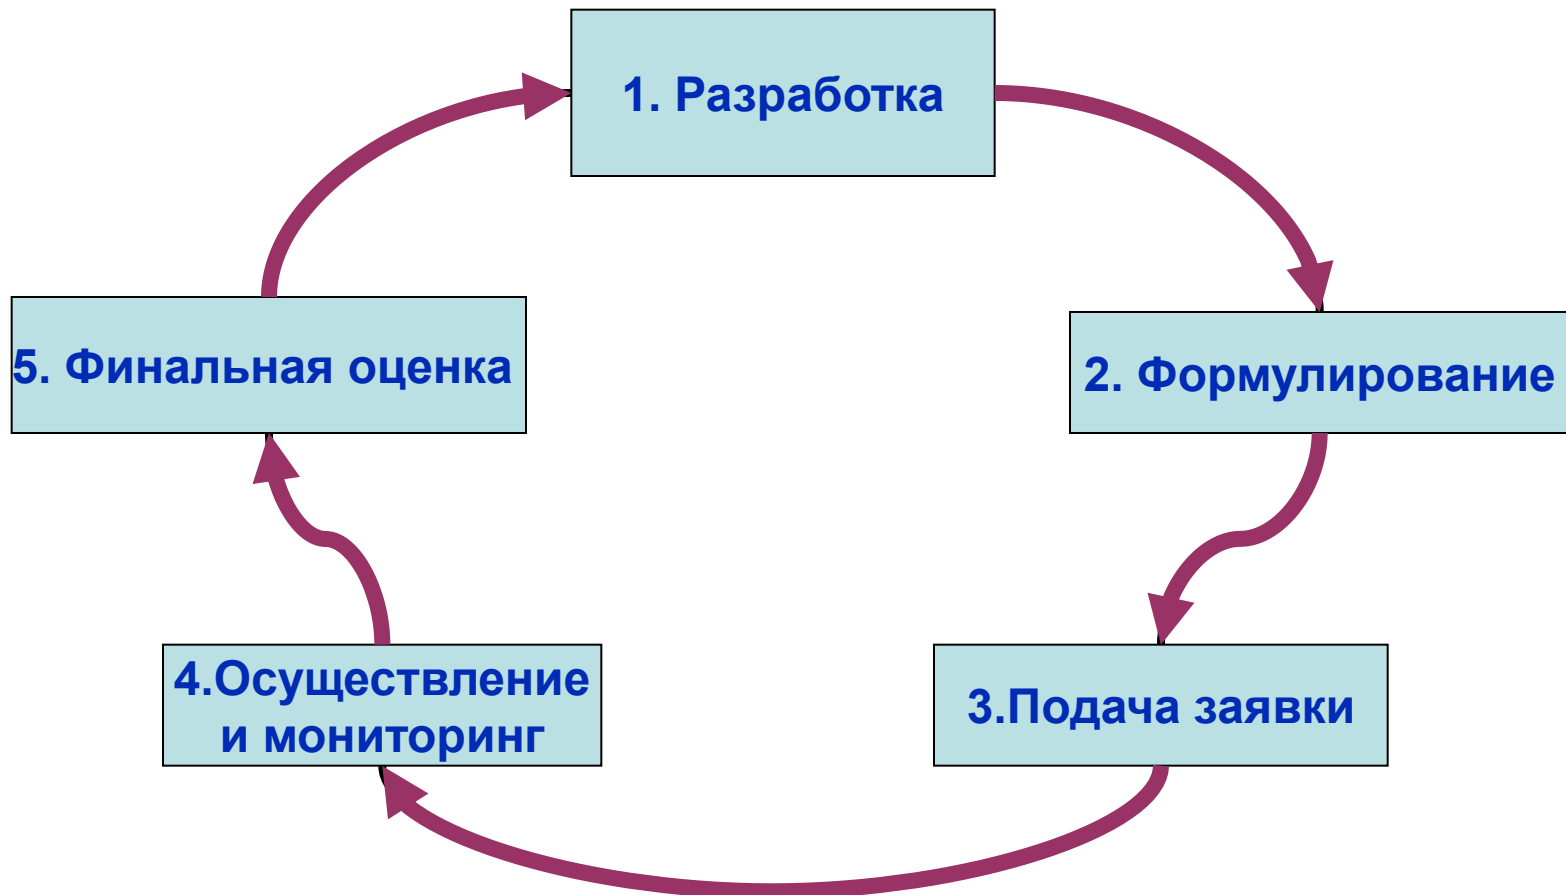 1. Разработка
2. Формулирование
3.Подача заявки
4.Осуществление
и мониторинг
5. Финальная оценка